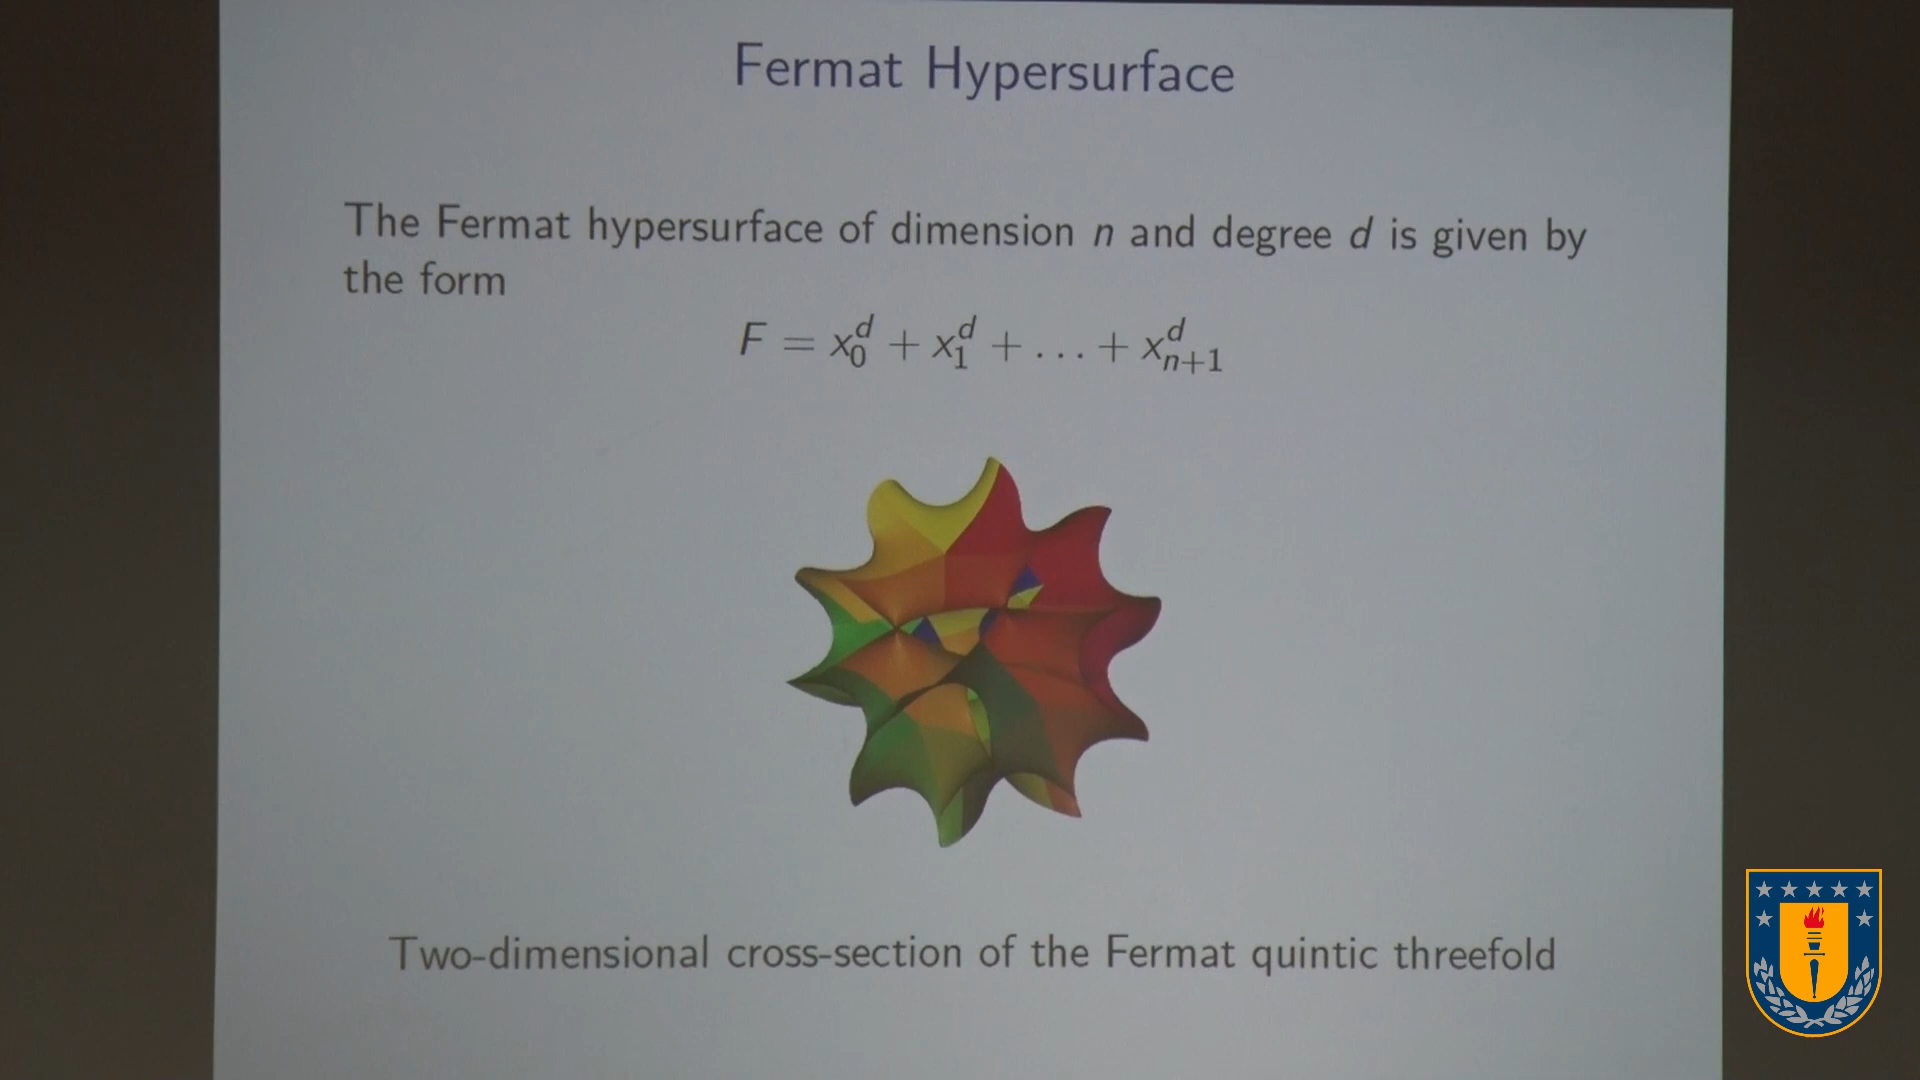 Fermat Hypersurface
The Fermat hypersurface of dimension n and degree d is given by
the form
F = x_0^d + x_1^d + ... + x_{n+1}^d
Two-dimensional cross-section of the Fermat quintic threefold